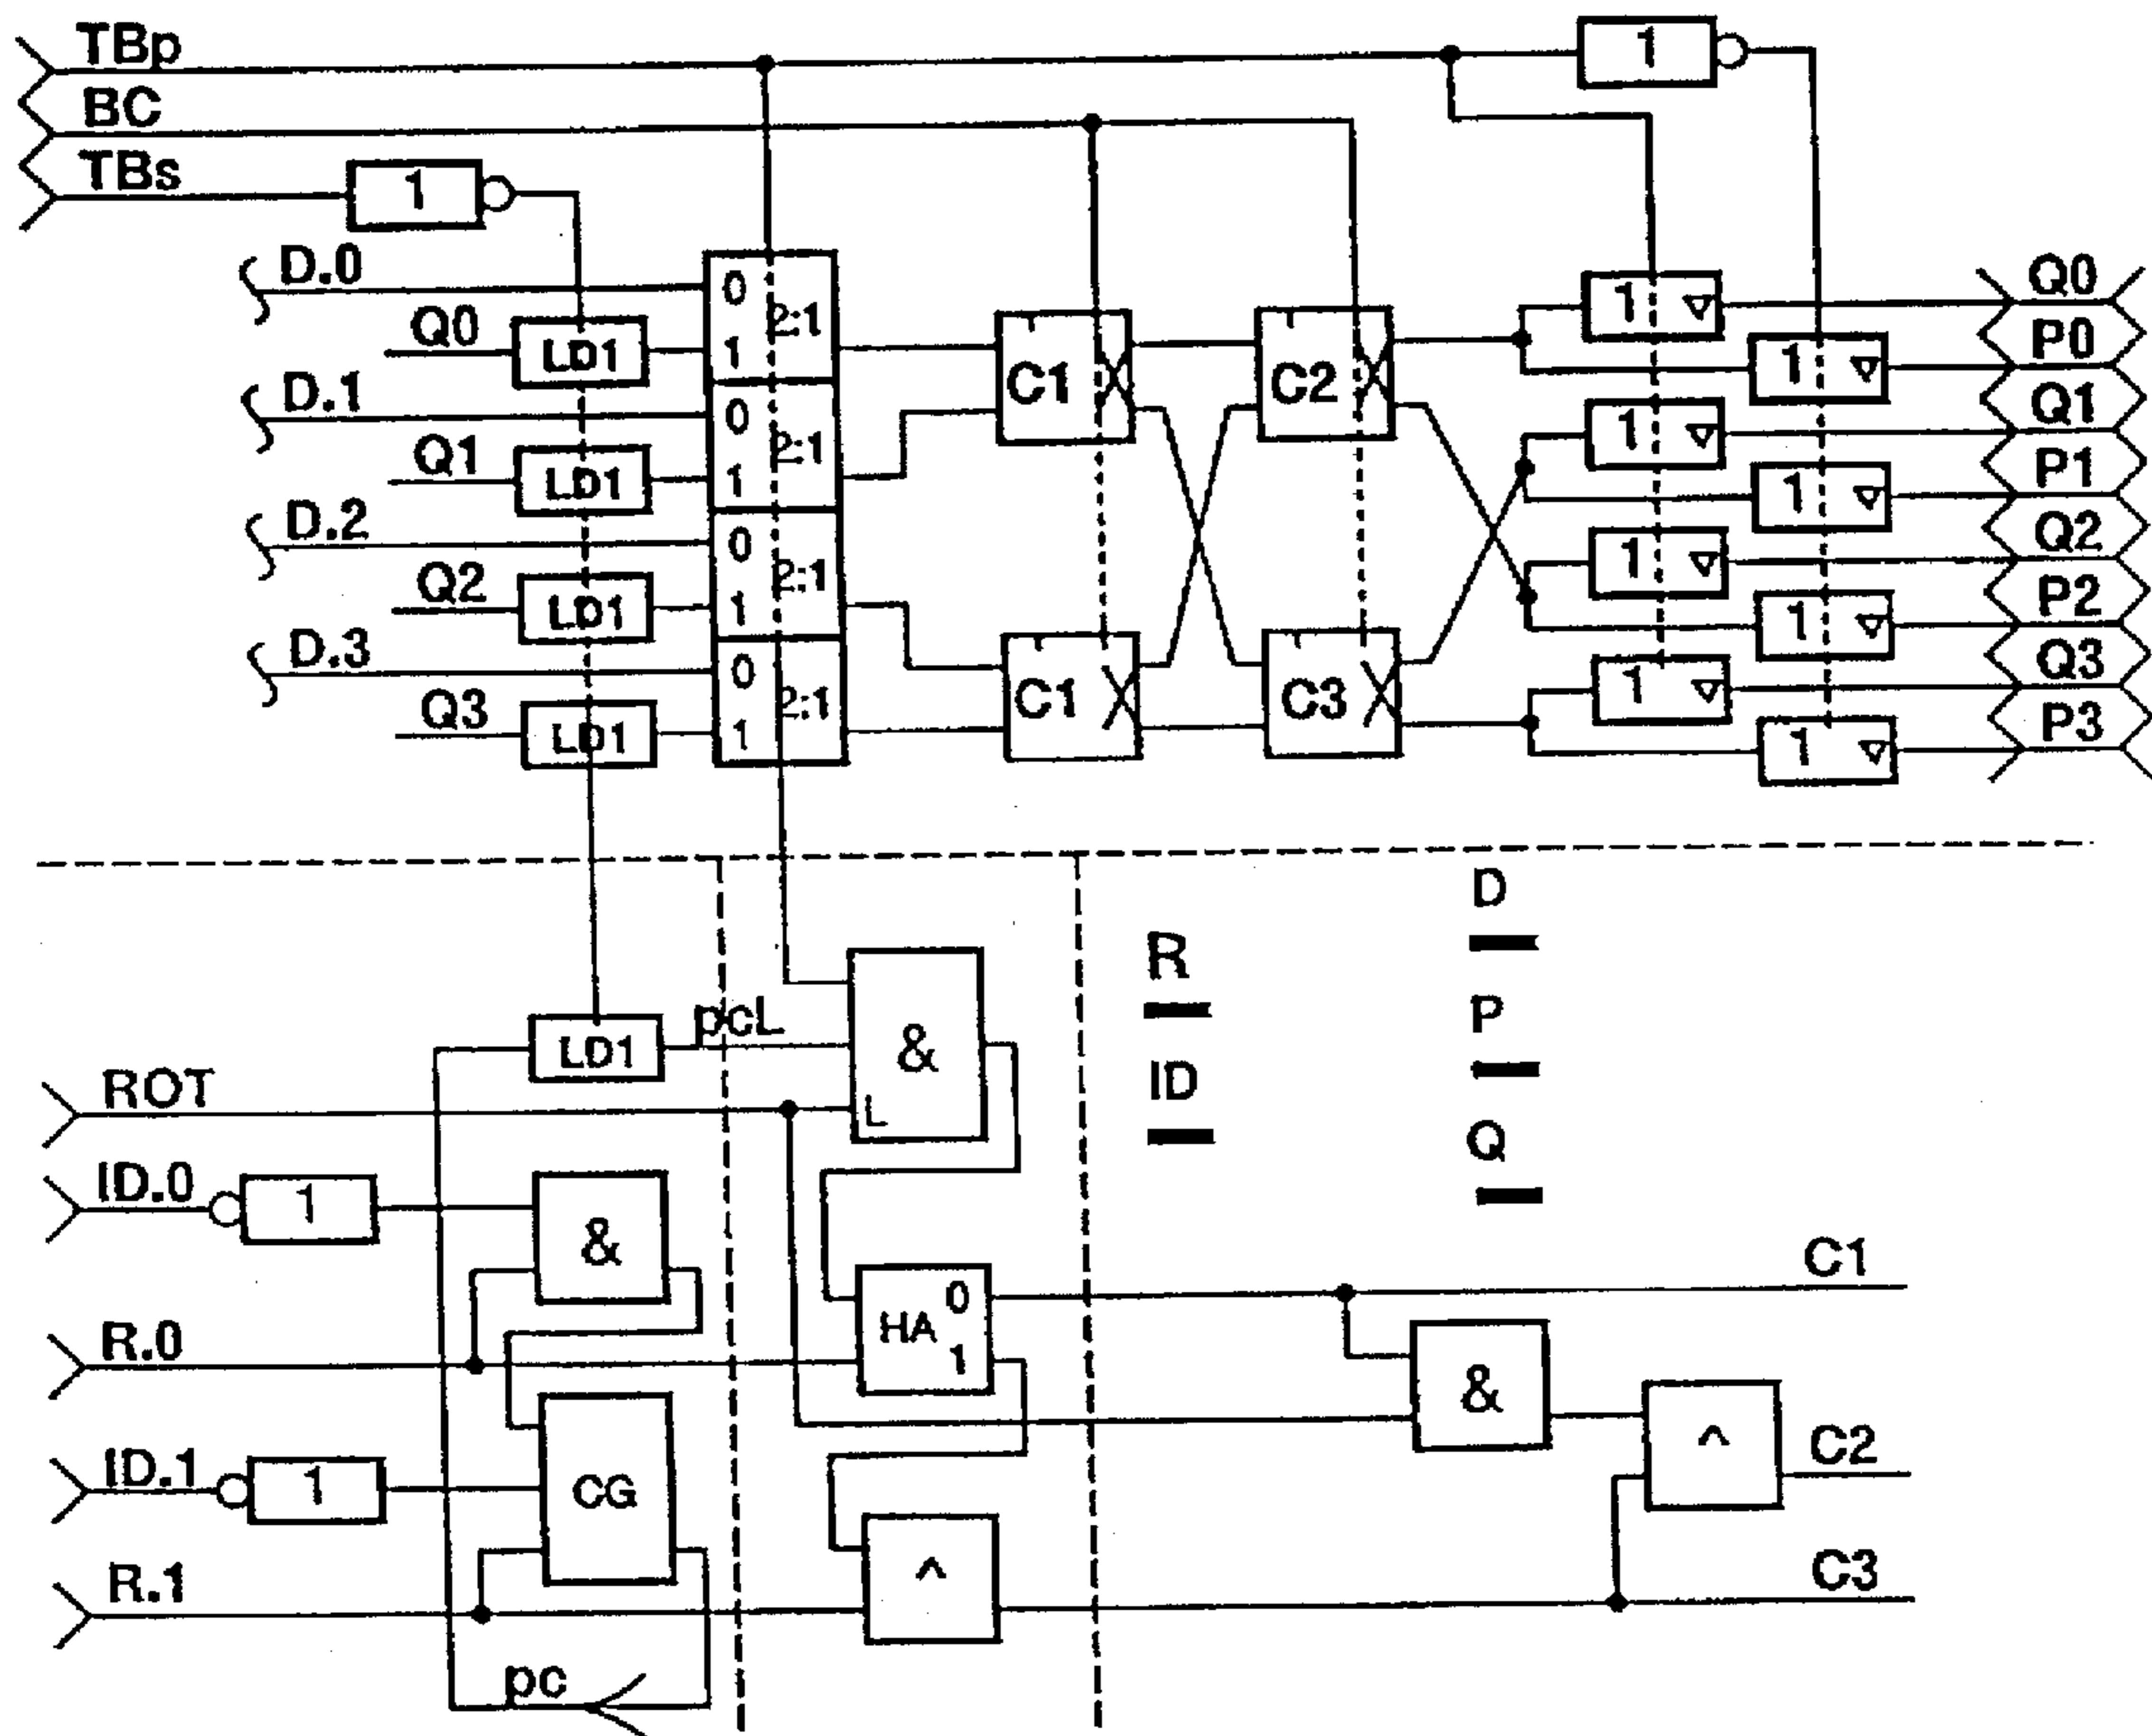 TBp
BC
TBs
1
1
D.0
Q0
LD1
0
1
2:1
D.1
Q1
LD1
0
1
2:1
D.2
Q2
LD1
0
1
2:1
D.3
Q3
LD1
0
1
2:1
C1
C2
C1
C3
1
Q0
1
P0
1
Q1
1
P1
1
Q2
1
P2
1
Q3
1
P3
LD1
pcL
&
L
ROT
ID.0
1
&
R.0
HA
0
1
ID.1
1
CG
R.1
^
pc
R
ID
D
P
Q
C1
&
^
C2
C3